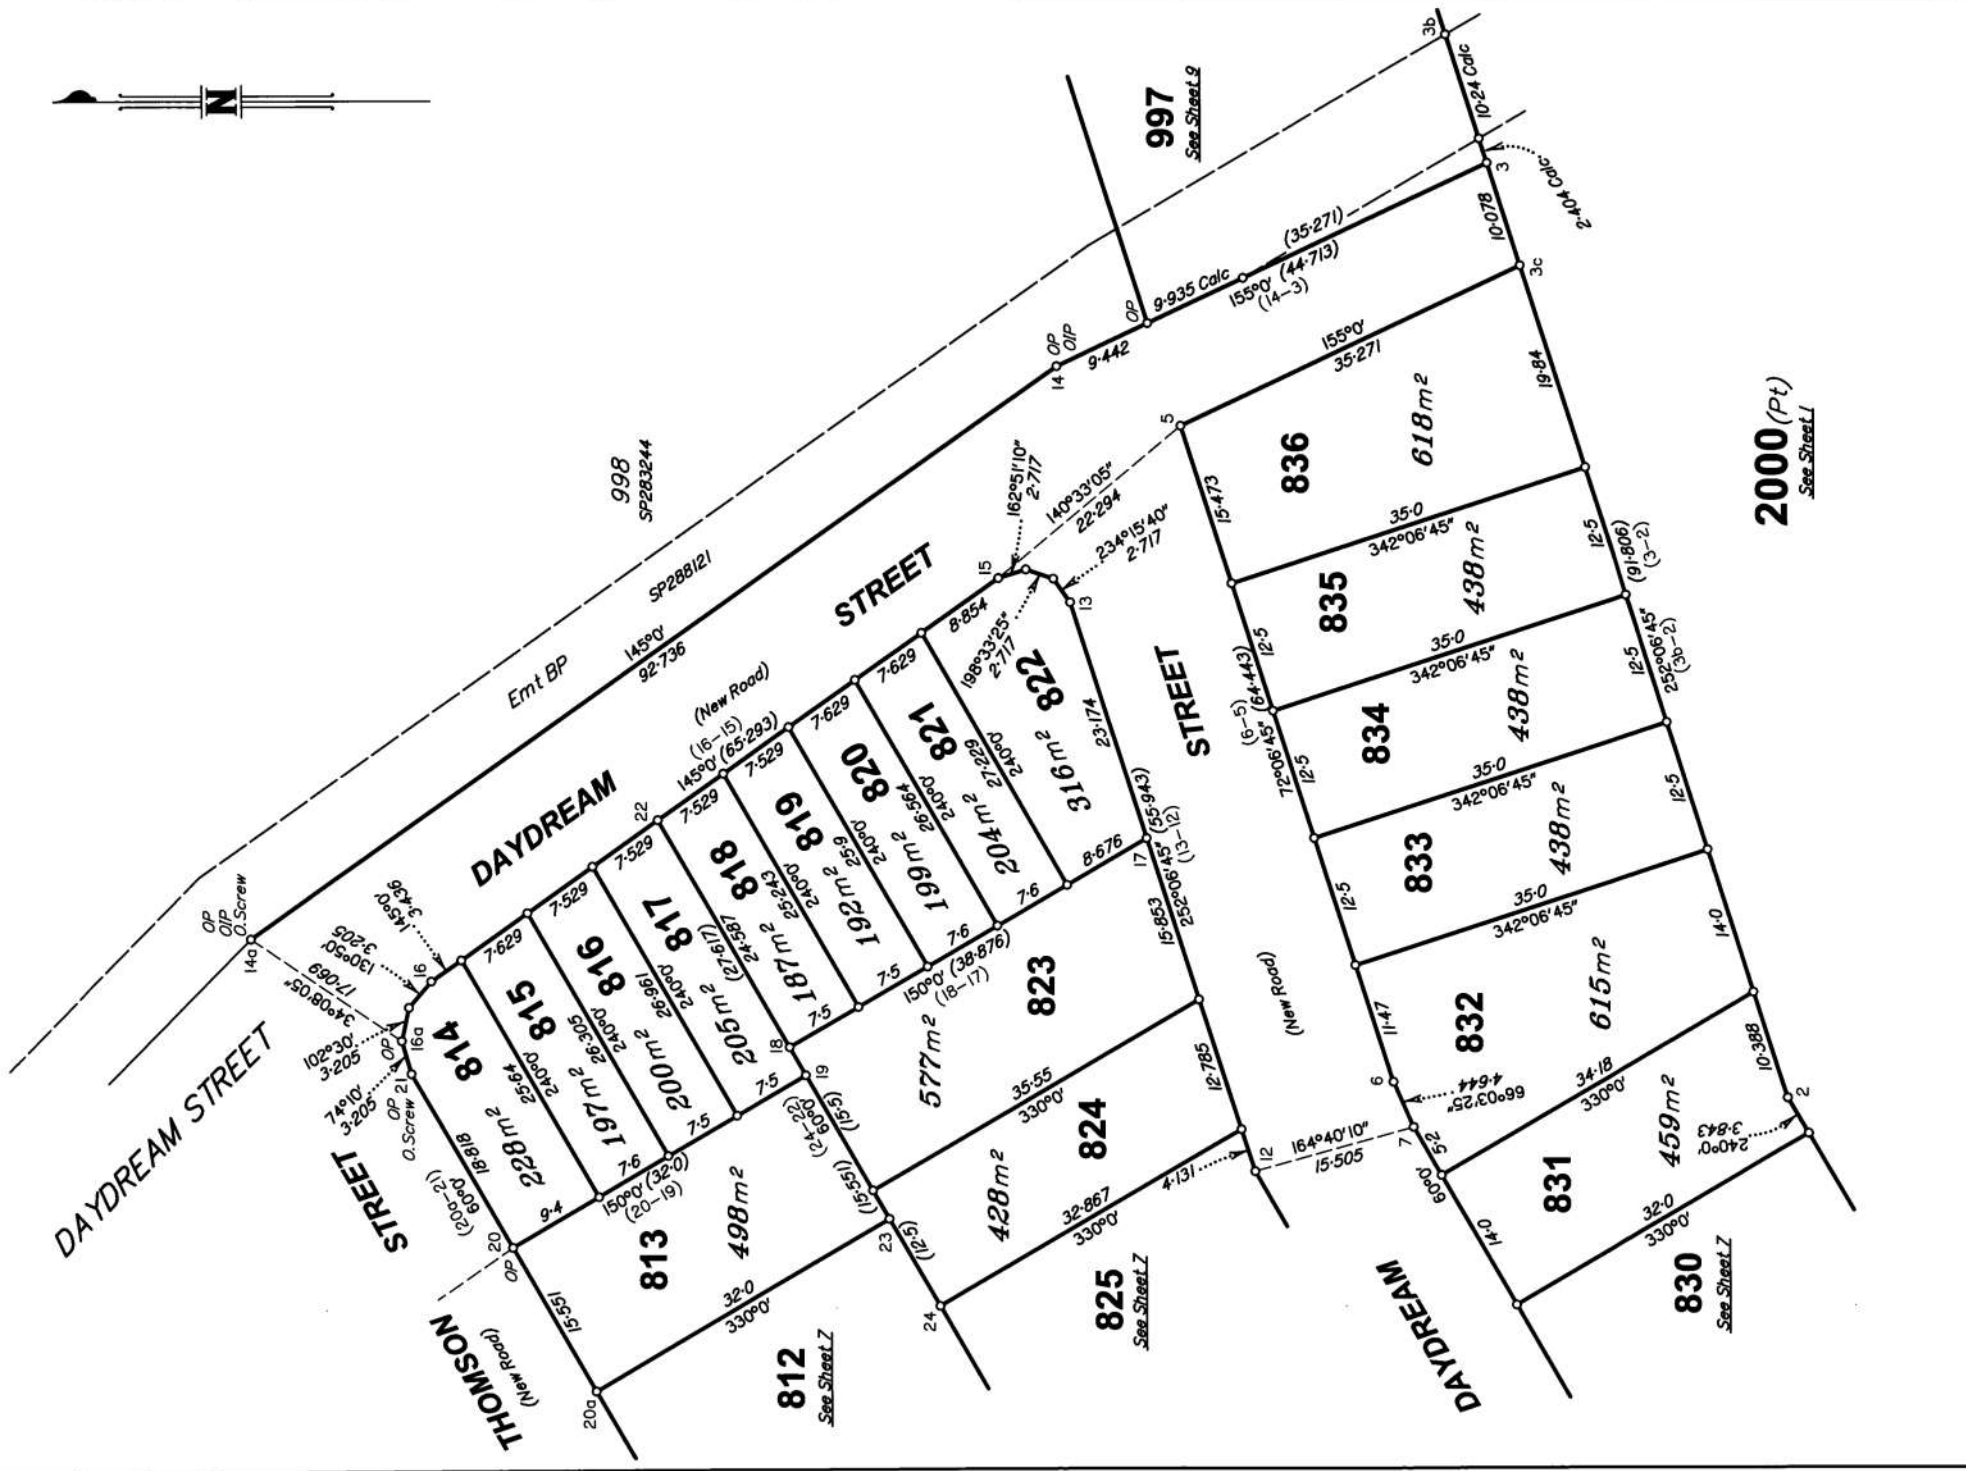 N
DAYDREAM STREET
998
SP283244
SP288121
Emt BP
145°0'
92·736
14a
OP
OIP
O.Screw
34°08'05"
17·069
130°50'
3·205
145°0'
3·436
102°30'
3·205
74°10'
3·205
OP
16a
16
21
OP
O.Screw
DAYDREAM
STREET
(New Road)
(16-15)
145°0' (65·293)
7·629
7·529
7·529
22
7·529
7·529
7·629
7·629
8·854
15
162°51'10"
2·717
140°33'05"
22·294
198°33'25"
2·717
234°15'40"
2·717
13
14
OP
OIP
9·442
OP
9·935 Calc
155°0' (44·713)
(14-3)
(35·271)
997
See Sheet 9
3b
10·24 Calc
2·404 Calc
3
10·078
3c
THOMSON
STREET
(New Road)
20a
15·551
OP
20
(20a-21)
60°0'
18·818
9·4
814
228m²
25·64
240°0'
815
197m²
26·305
240°0'
816
2000m²
26·961
240°0'
817
205m²
24·587
(27·617)
818
187m²
25·243
240°0'
819
192m²
25·9
240°0'
820
199m²
26·564
240°0'
821
204m²
27·229
240°0'
822
316m²
7·6
7·5
7·5
150°0' (32·0)
(20-19)
18
19
7·5
7·5
7·6
7·6
8·676
150°0' (38·876)
(18-17)
17
23·174
252°06'45" (55·943)
(13-12)
15·853
813
498m²
32·0
330°0'
812
See Sheet 7
(24-22)
60°0'
(15·5)
(15·551)
23
(12·5)
24
823
577m²
35·55
330°0'
824
428m²
32·867
330°0'
12·785
4·131
12
825
See Sheet 7
164°40'10"
15·505
DAYDREAM
STREET
(New Road)
5
15·473
12·5
72°06'45" (64·443)
(6-5)
12·5
12·5
11·47
6
66°03'25"
4·644
7
5·2
60°0'
14·0
836
618m²
155°0'
35·271
19·84
835
438m²
35·0
342°06'45"
12·5
(91·806)
(3-2)
834
438m²
35·0
342°06'45"
12·5
252°06'45"
(3b-2)
833
438m²
35·0
342°06'45"
12·5
832
615m²
35·0
342°06'45"
14·0
831
459m²
34·18
330°0'
10·388
2
240°0'
3·843
32·0
330°0'
830
See Sheet 7
2000(Pt)
See Sheet 1